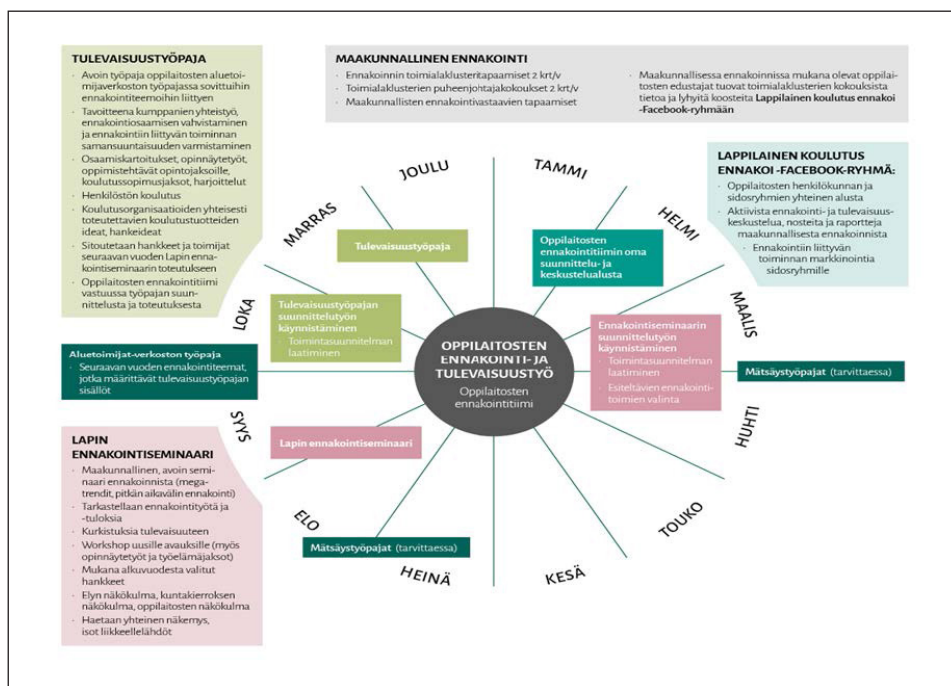 TULEVAISUUSTYÖPAJA
· Avoin työpaja oppilaitosten aluetoi-
mijaverkoston työpajassa sovittuihin
ennakointiteemoihin liittyen
· Tavoitteena kumppanien yhteistyö,
ennakointiosaamisen vahvistaminen
ja ennakointiin liittyvän toiminnan
samansuuntaisuuden varmistaminen
· Osaamiskartoitukset, opinnäytetyöt,
oppimistehtävät opintojaksoille,
koulutussopimusjaksot, harjoittelut
· Henkilöstön koulutus
· Koulutusorganisaatioiden yhteisesti
toteutettavien koulutustuotteiden
ideat, hankeideat
· Sitoutetaan hankkeet ja toimijat
seuraavan vuoden Lapin enna-
kointiseminaarin toteutukseen
· Oppilaitosten ennakointitiimi
vastuussa työpajan suun-
nittelusta ja toteutuksesta
MAAKUNNALLINEN ENNAKOINTI
· Ennakoinnin toimialaklusteritapaamiset 2 krt/v
· Toimialaklusterien puheenjohtajakokoukset 2 krt/v
· Maakunnallisten ennakointivastaavien tapaamiset
· Maakunnallisessa ennakoinnissa mukana olevat oppilai-
tosten edustajat tuovat toimialaklusterien kokouksista
tietoa ja lyhyitä koosteita Lappilainen koulutus ennakoi
-Facebook-ryhmään
LAPPILAINEN KOULUTUS
ENNAKOI -FACEBOOK-RYHMÄ:
· Oppilaitosten henkilökunnan ja
sidosryhmien yhteinen alusta
· Aktiivista ennakointi- ja tulevaisuus-
keskustelua, nosteita ja raportteja
maakunnallisesta ennakoinnista
· Ennakointiin liittyvän
toiminnan markkinointia
sidosryhmille
JOULU
TAMMI
MARRAS
HELMI
Tulevaisuustyöpaja
Oppilaitosten
ennakointitiimin oma
suunnittelu- ja
keskustelualusta
LOKA
MAALIS
Tulevaisuustyöpajan
suunnittelutyön
käynnistäminen
· Toimintasuunnitelman
laatiminen
OPPILAITOSTEN
ENNAKOINTI- JA
TULEVAISUUSTYÖ
Oppilaitosten
ennakointitiimi
Ennakointiseminaarin
suunnittelutyön
käynnistäminen
· Toimintasuunnitelman
laatiminen
· Esiteltävien ennakointi-
toimien valinta
Aluetoimijat-verkoston työpaja
· Seuraavan vuoden ennakointiteemat,
jotka määrittävät tulevaisuustyöpajan
sisällöt
Mätsäystyöpajat (tarvittaessa)
SYYS
HUHTI
Lapin ennakointiseminaari
LAPIN
ENNAKOINTISEMINAARI
· Maakunnallinen, avoin semi-
naari ennakoinnista (mega-
trendit, pitkän aikavälin ennakointi)
· Tarkastellaan ennakointityötä ja
-tuloksia
· Kurkistuksia tulevaisuuteen
· Workshop uusille avauksille (myös
opinnäytetyöt ja työelämäjaksot)
· Mukana alkuvuodesta valitut
hankkeet
· Elyn näkökulma, kuntakierroksen
näkökulma, oppilaitosten näkökulma
· Haetaan yhteinen näkemys,
isot liikkeellelähdöt
ELO
TOUKO
Mätsäystyöpajat (tarvittaessa)
HEINÄ
KESÄ